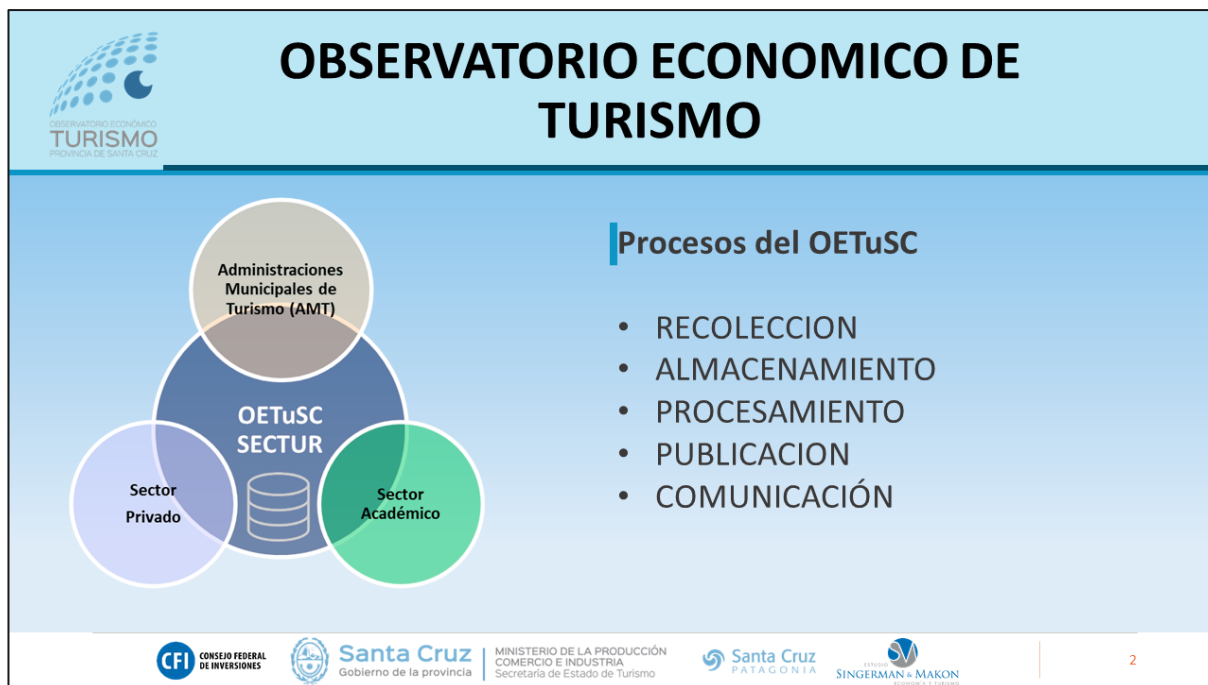 OBSERVATORIO ECONÓMICO
TURISMO
PROVINCIA DE SANTA CRUZ
OBSERVATORIO ECONOMICO DE
TURISMO
Administraciones
Municipales de
Turismo (AMT)
OETuSC
SECTUR
Sector
Privado
Sector
Académico
Procesos del OETuSC
• RECOLECCION
• ALMACENAMIENTO
• PROCESAMIENTO
• PUBLICACION
• COMUNICACIÓN
CFI
CONSEJO FEDERAL
DE INVERSIONES
Santa Cruz
Gobierno de la provincia
MINISTERIO DE LA PRODUCCIÓN
COMERCIO E INDUSTRIA
Secretaría de Estado de Turismo
Santa Cruz
PATAGONIA
ESTUDIO
SINGERMAN & MAKON
ECONOMÍA Y TURISMO
2